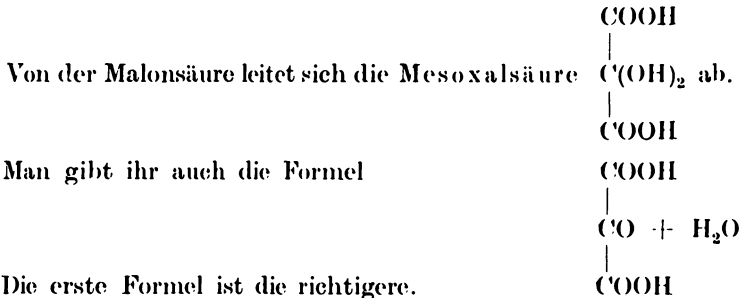 COOH
|
Von der Malonsäure leitet sich die Mesoxalsäure C(OH)₂ ab.
|
COOH
Man gibt ihr auch die Formel COOH
|
CO + H₂O
|
Die erste Formel ist die richtigere. COOH